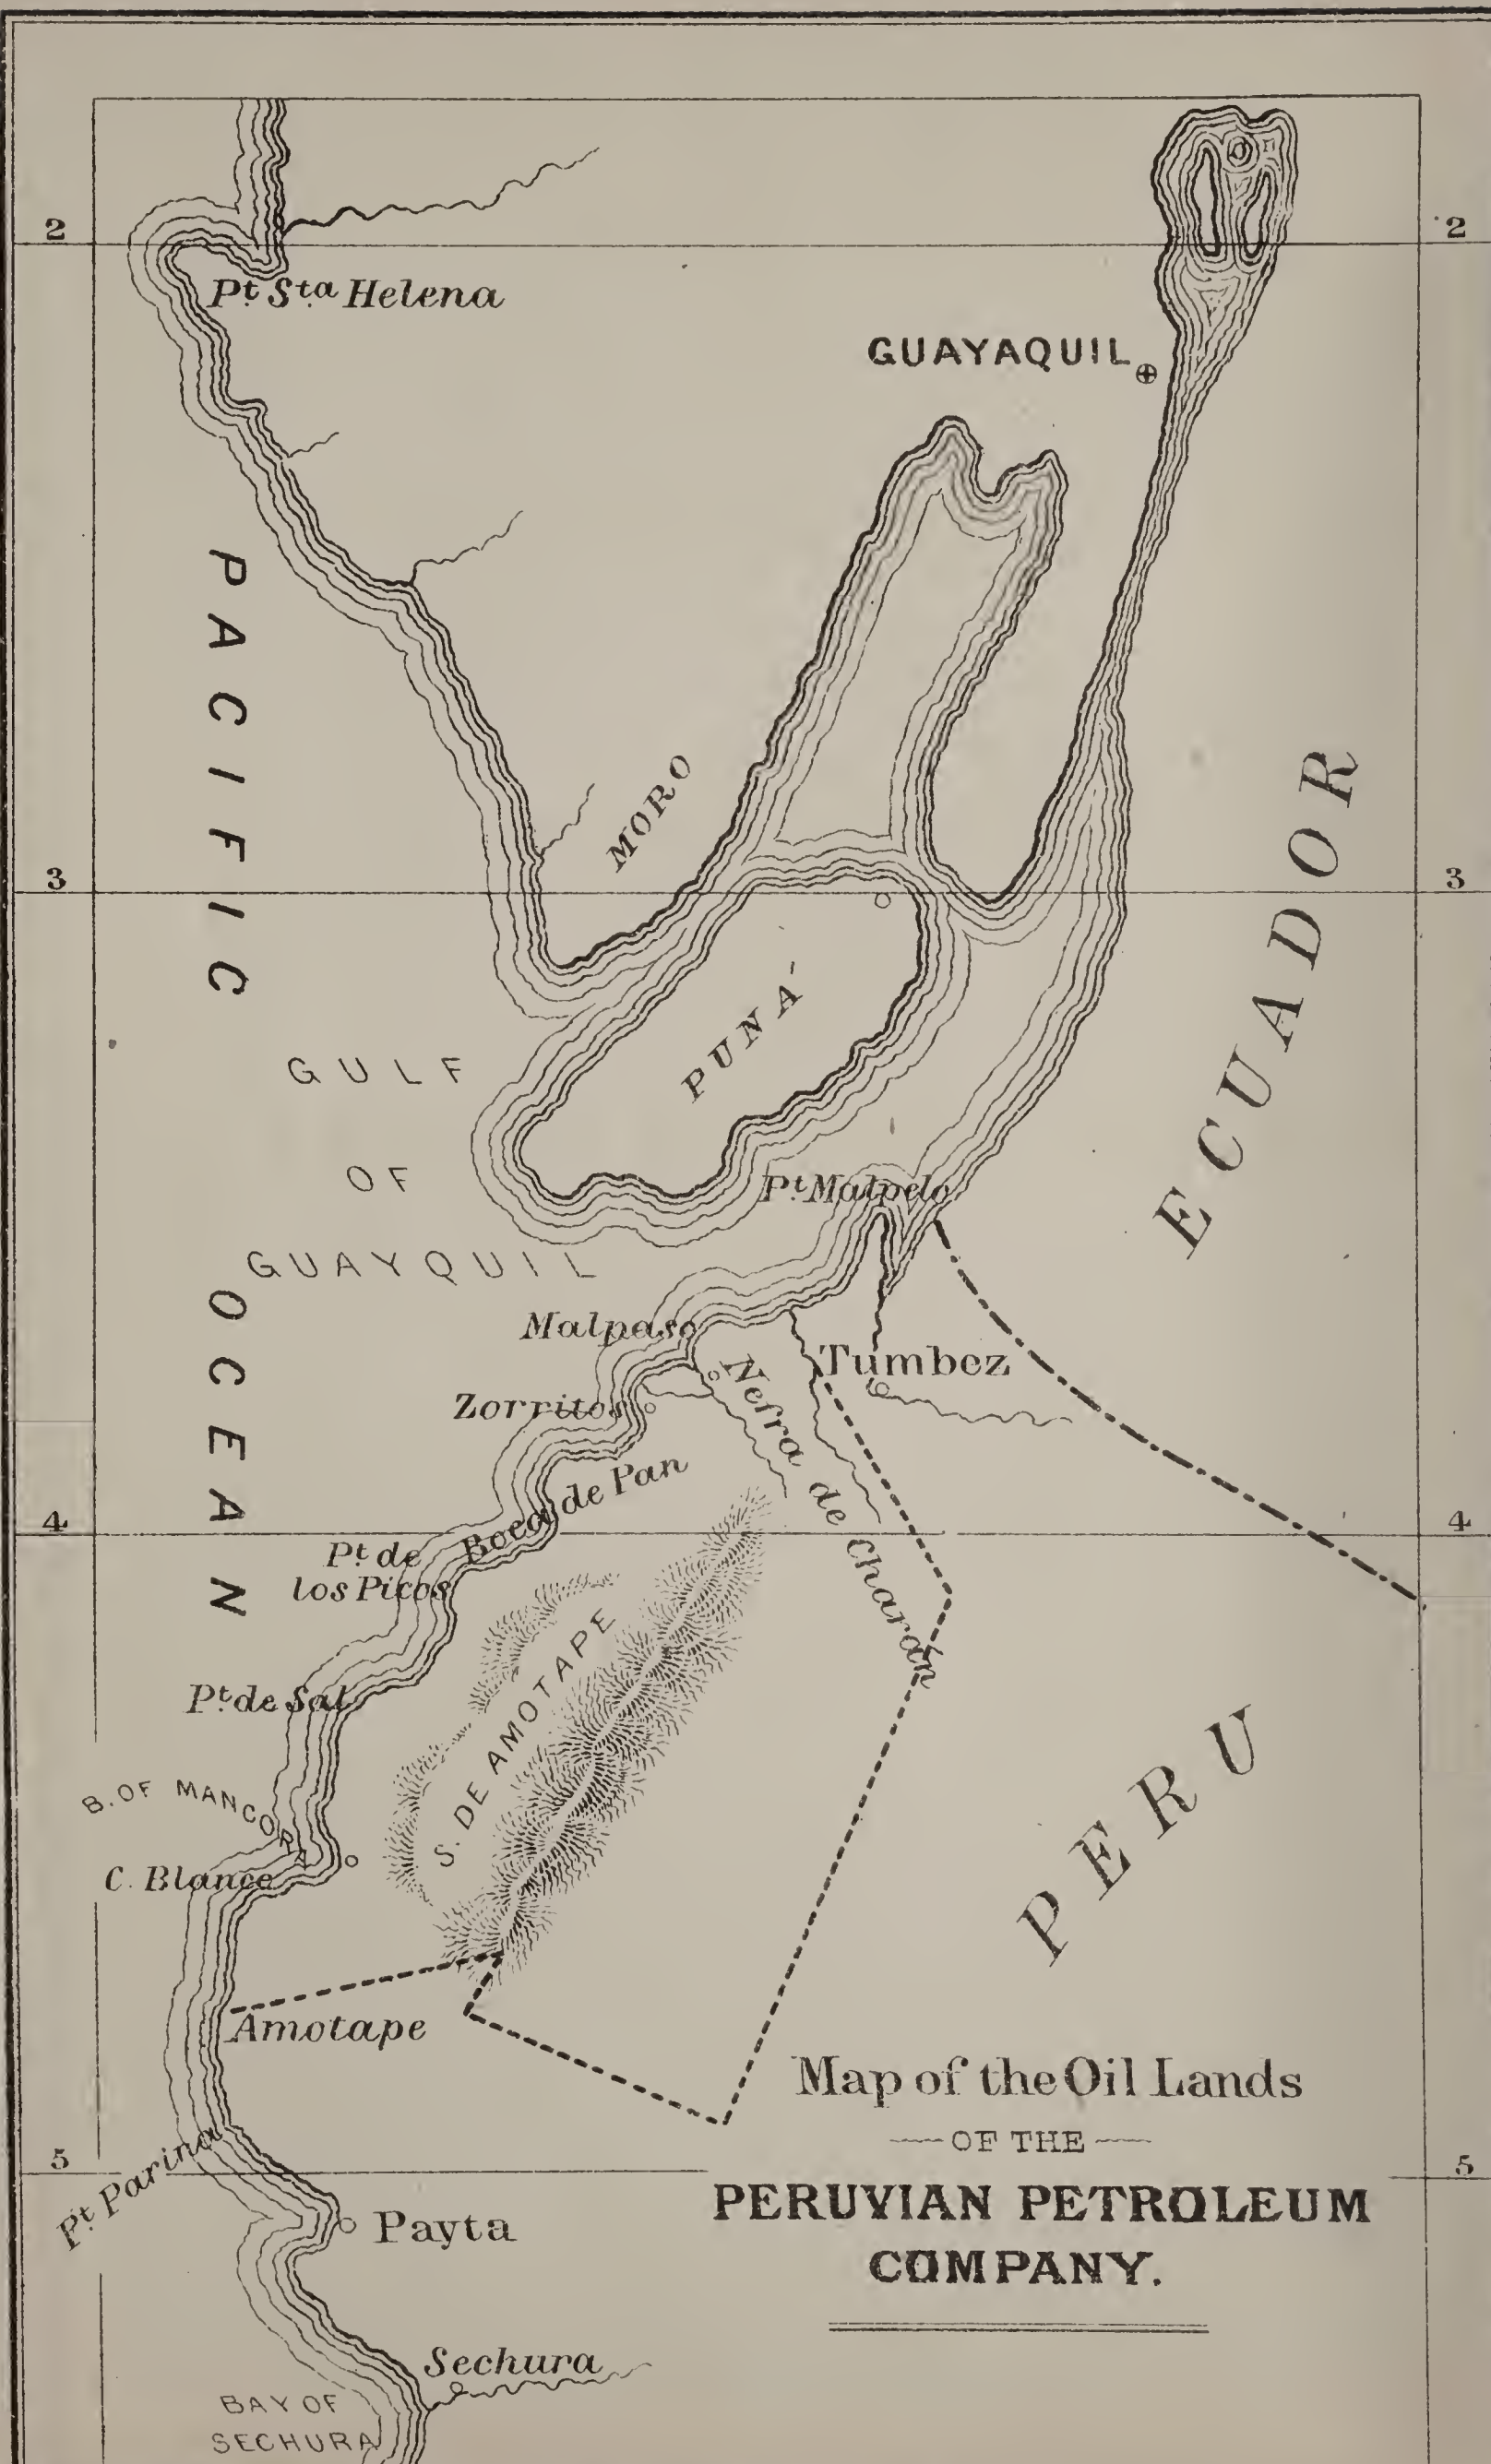 2
2
Pt. Sta Helena
GUAYAQUIL
PACIFIC
OCEAN
MORO
3
3
ECUADOR
PUNÁ
GULF
OF
GUAYQUIL
Pt. Malpelo
Malpaso
Tumbez
Zorritos
Nefra de Charán
Boca de Pan
4
4
Pt. de
los Picos
S. DE AMOTAPE
Pt. de Sal
PERU
B. OF MANCORA
C. Blance
Amotape
Map of the Oil Lands
OF THE
PERUVIAN PETROLEUM
COMPANY.
5
5
Pt. Parina
Payta
Sechura
BAY OF
SECHURA